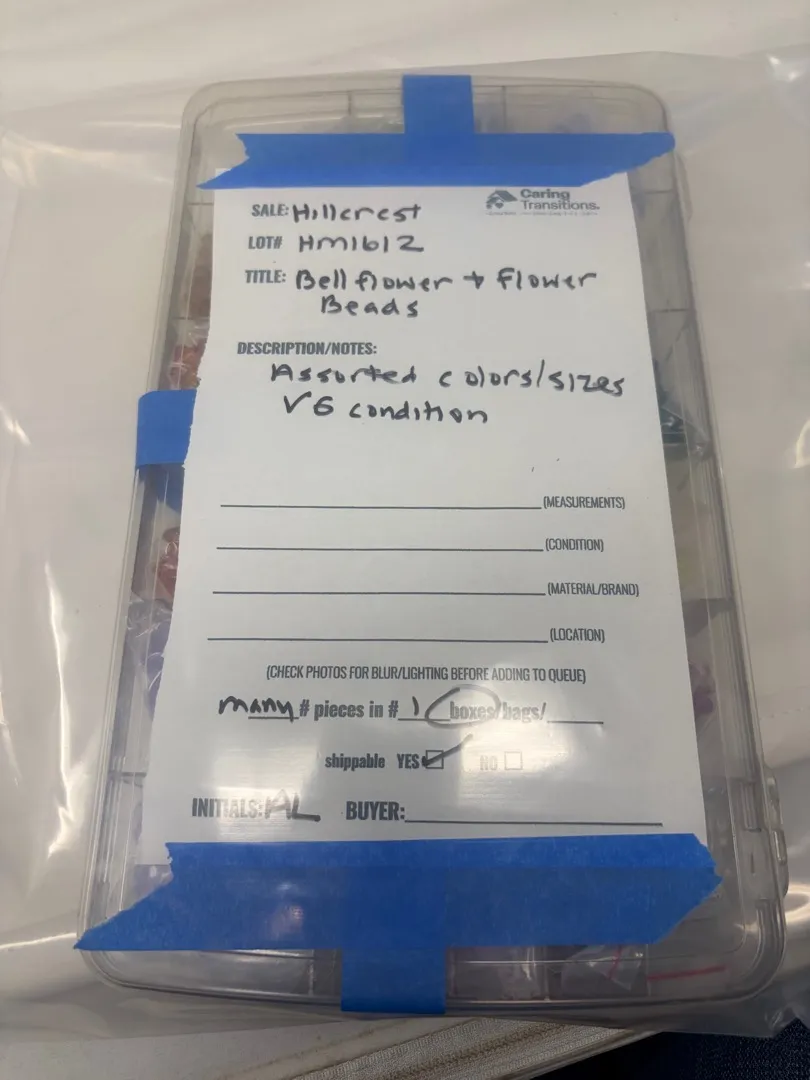 Caring
Transitions.
SALE: Hillcrest
LOT# HM1612
TITLE: Bell flower + Flower
Beads
DESCRIPTION/NOTES:
Assorted colors/sizes
VG condition
(MEASUREMENTS)
(CONDITION)
(MATERIAL/BRAND)
(LOCATION)
(CHECK PHOTOS FOR BLUR/LIGHTING BEFORE ADDING TO QUEUE)
many # pieces in # 1 boxes/bags/
shippable YES NO
INITIALS: AL BUYER: